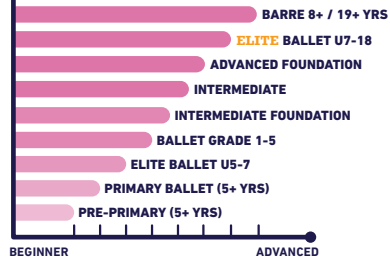 BARRE 8+ / 19+ YRS
ELITE BALLET U7-18
ADVANCED FOUNDATION
INTERMEDIATE
INTERMEDIATE FOUNDATION
BALLET GRADE 1-5
ELITE BALLET U5-7
PRIMARY BALLET (5+ YRS)
PRE-PRIMARY (5+ YRS)
BEGINNER ADVANCED